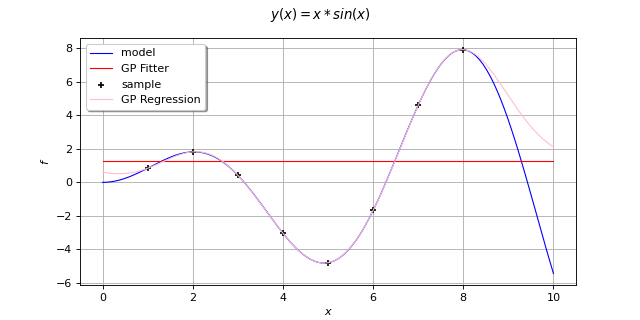 y(x) = x * sin(x)
model
GP Fitter
sample
GP Regression
8
6
4
2
0
−2
−4
−6
f
0 2 4 6 8 10
x